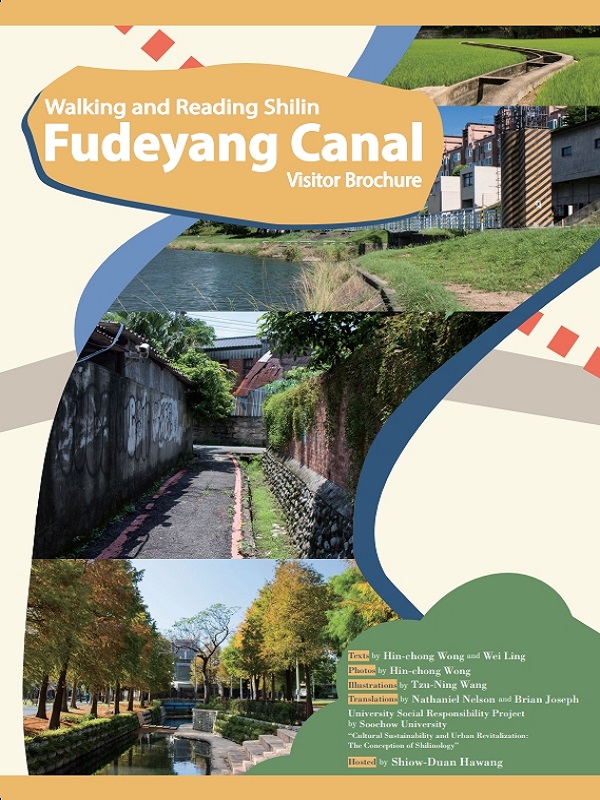 Walking and Reading Shilin
Fudeyang Canal
Visitor Brochure
Texts by Hin-chong Wong and Wei Ling
Photos by Hin-chong Wong
Illustrations by Tzu-Ning Wang
Translations by Nathaniel Nelson and Brian Joseph
University Social Responsibility Project
by Soochow University
"Cultural Sustainability and Urban Revitalization:
The Conception of Shilinology"
Hosted by Shiow-Duan Hawang